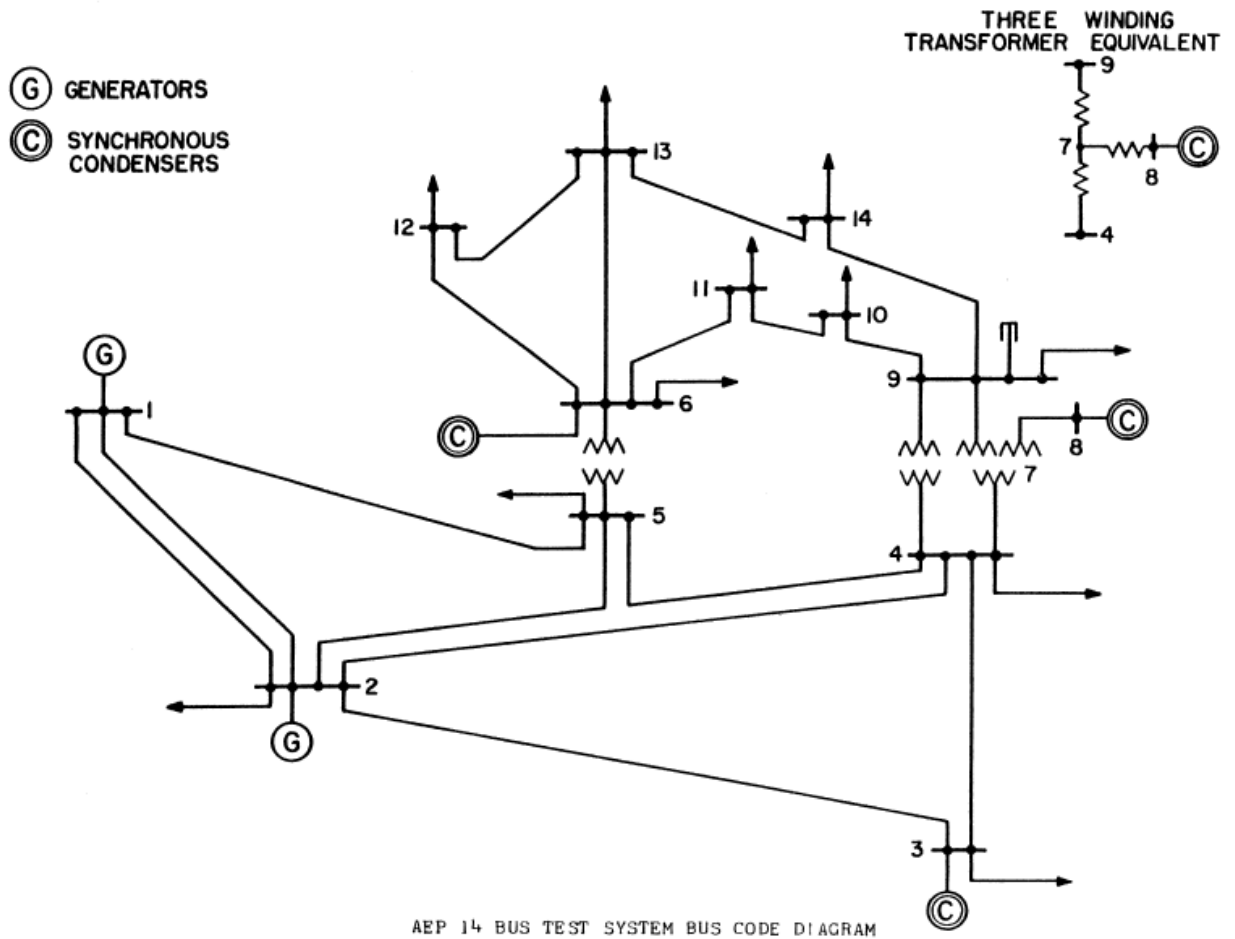 THREE WINDING
TRANSFORMER EQUIVALENT
9
7
C
8
4
G GENERATORS
C SYNCHRONOUS
CONDENSERS
13
12
14
11
10
G
1
9
6
C
8
C
7
5
4
2
G
3
C
AEP 14 BUS TEST SYSTEM BUS CODE DIAGRAM